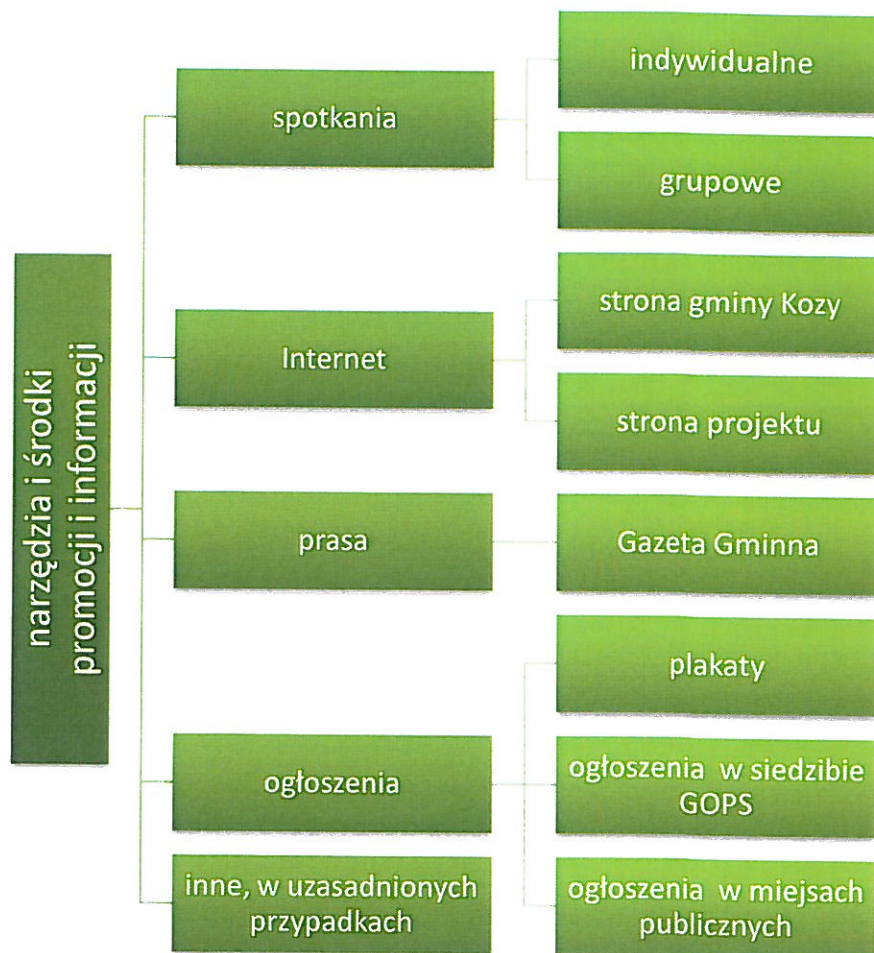 narzędzia i środki
promocji i informacji
spotkania
indywidualne
grupowe
Internet
strona gminy Kozy
strona projektu
prasa
Gazeta Gminna
ogłoszenia
plakaty
ogłoszenia w siedzibie
GOPS
ogłoszenia w miejsach
publicznych
inne, w uzasadnionych
przypadkach